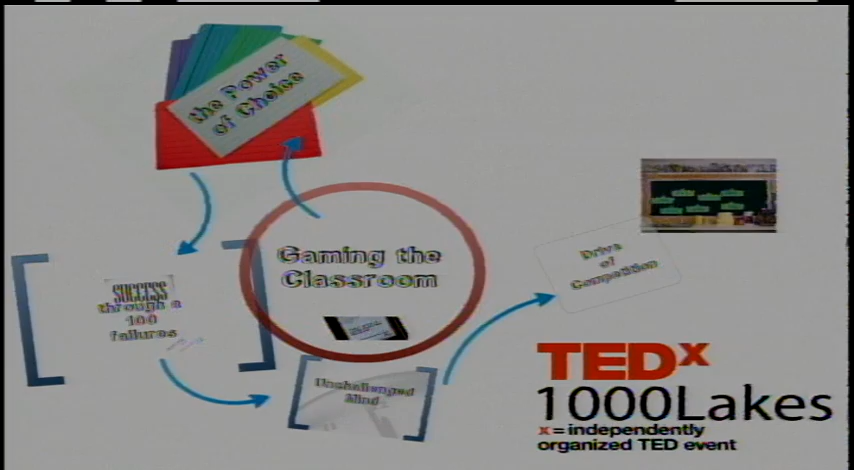 the Power
of Choice
Gaming the
Classroom
SUCCESS
through a
100
failures
Unchallenged
Mind
Drive
of
Competition
TEDx
1000Lakes
x = independently
organized TED event